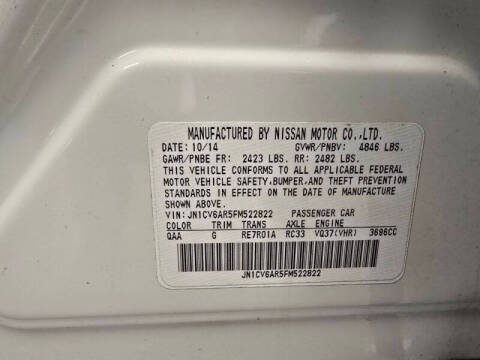 MANUFACTURED BY NISSAN MOTOR CO.,LTD.
DATE: 10/14 GVWR/PNBV: 4846 LBS.
GAWR/PNBE FR: 2423 LBS. RR: 2482 LBS.
THIS VEHICLE CONFORMS TO ALL APPLICABLE FEDERAL
MOTOR VEHICLE SAFETY, BUMPER, AND THEFT PREVENTION
STANDARDS IN EFFECT ON THE DATE OF MANUFACTURE
SHOWN ABOVE.
VIN: JN1CV6AR5FM522822 PASSENGER CAR
COLOR TRIM TRANS AXLE ENGINE
QAA G RE7R01A RC33 VQ37(VHR) 3696CC
JN1CV6AR5FM522822